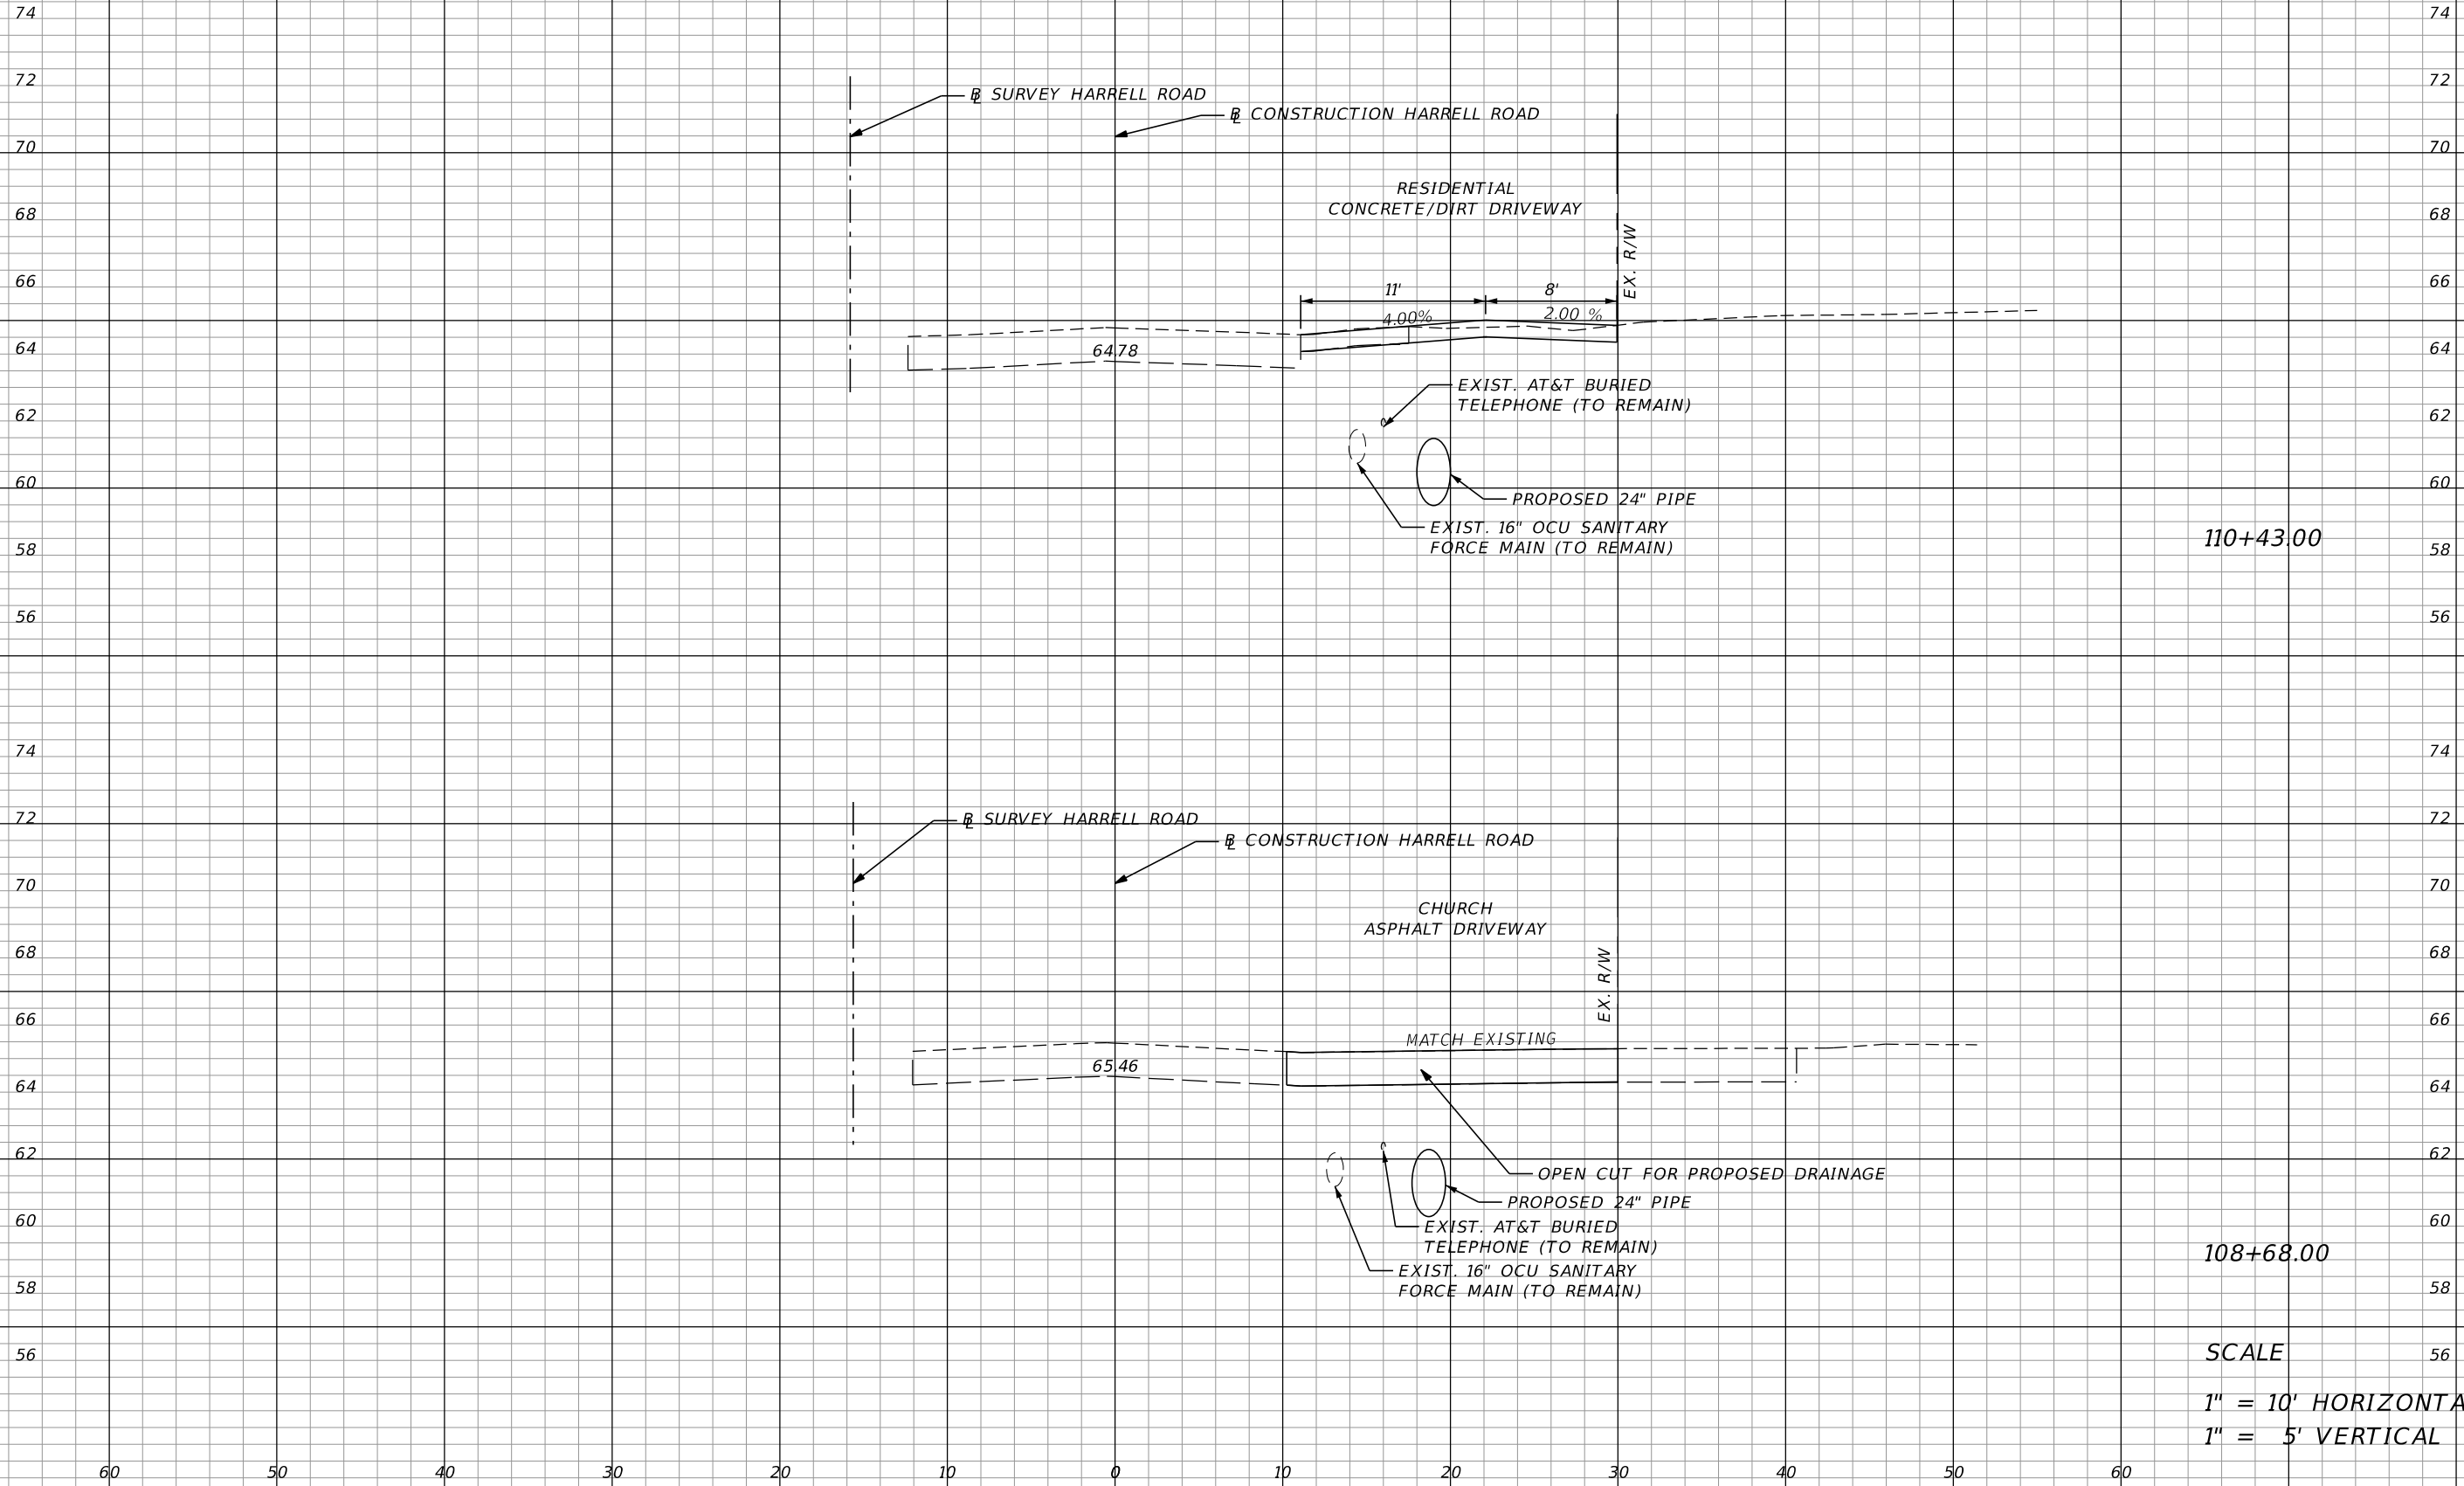 74 74
72 72
℄ SURVEY HARRELL ROAD
℄ CONSTRUCTION HARRELL ROAD
70 70
RESIDENTIAL
CONCRETE/DIRT DRIVEWAY
68 68
EX. R/W
66 66
11' 8'
4.00% 2.00 %
64 64
64.78
EXIST. AT&T BURIED
TELEPHONE (TO REMAIN)
62 62
60 60
PROPOSED 24" PIPE
EXIST. 16" OCU SANITARY
FORCE MAIN (TO REMAIN)
110+43.00
58 58
56 56
74 74
72 72
℄ SURVEY HARRELL ROAD
℄ CONSTRUCTION HARRELL ROAD
70 70
CHURCH
ASPHALT DRIVEWAY
68 68
EX. R/W
66 66
MATCH EXISTING
65.46
64 64
62 62
OPEN CUT FOR PROPOSED DRAINAGE
PROPOSED 24" PIPE
60 60
EXIST. AT&T BURIED
TELEPHONE (TO REMAIN)
108+68.00
EXIST. 16" OCU SANITARY
FORCE MAIN (TO REMAIN)
58 58
56 56
SCALE
1" = 10' HORIZONTA
1" = 5' VERTICAL
60 50 40 30 20 10 0 10 20 30 40 50 60